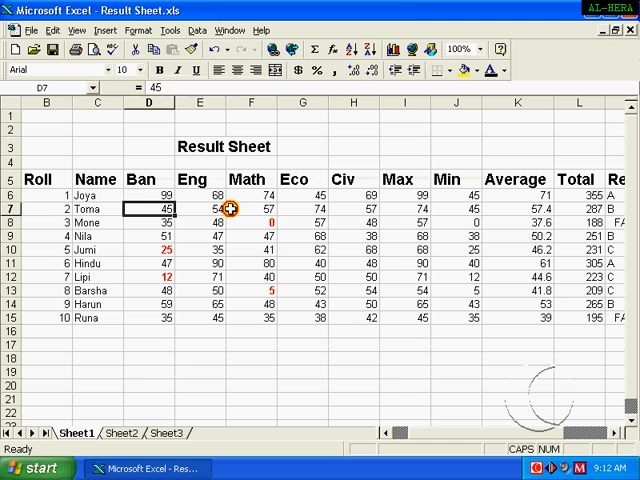 Microsoft Excel - Result Sheet.xls
AL-HERA
File Edit View Insert Format Tools Data Window Help
100%
Arial 10 B I U $ % ,
D7 = 45
B C D E F G H I J K L
1
2
3 Result Sheet
4
5 Roll Name Ban Eng Math Eco Civ Max Min Average Total Re
6 1 Joya 99 68 74 45 69 99 45 71 355 A
7 2 Toma 45 54 57 74 57 74 45 57.4 287 B
8 3 Mone 35 48 0 48 57 57 0 37.6 188 FA
9 4 Nila 51 47 47 68 38 68 38 50.2 251 B
10 5 Jumi 25 35 41 62 68 68 25 46.2 231 C
11 6 Hindu 47 90 80 40 48 90 40 61 305 A
12 7 Lipi 12 71 40 50 50 71 12 44.6 223 C
13 8 Barsha 48 50 5 52 54 54 5 41.8 209 C
14 9 Harun 59 65 48 43 50 65 43 53 265 B
15 10 Runa 35 45 35 38 42 45 35 39 195 FA
16
17
18
19
20
21
22
Sheet1 Sheet2 Sheet3
Ready CAPS NUM
start Microsoft Excel - Res... 9:12 AM